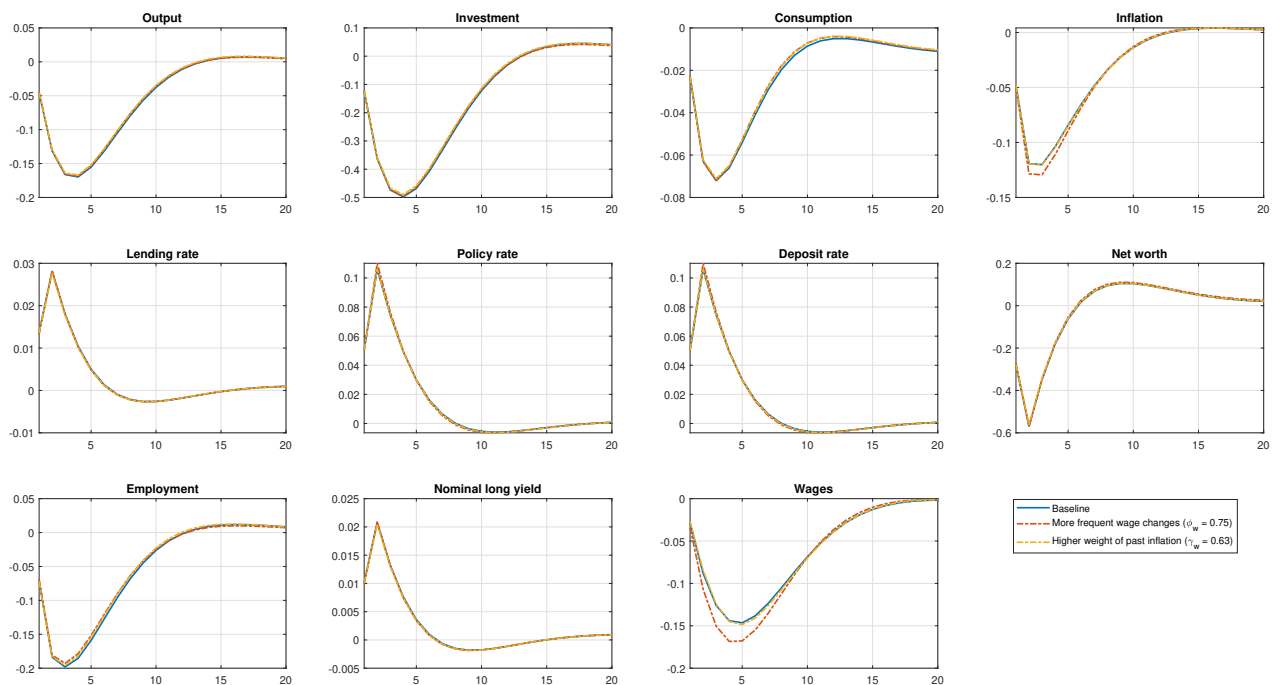 Output
0.05
0
-0.05
-0.1
-0.15
-0.2
5 10 15 20
Investment
0.1
0
-0.1
-0.2
-0.3
-0.4
-0.5
5 10 15 20
Consumption
0
-0.02
-0.04
-0.06
-0.08
5 10 15 20
Inflation
0
-0.05
-0.1
-0.15
5 10 15 20
Lending rate
0.03
0.02
0.01
0
-0.01
5 10 15 20
Policy rate
0.1
0.08
0.06
0.04
0.02
0
5 10 15 20
Deposit rate
0.1
0.08
0.06
0.04
0.02
0
5 10 15 20
Net worth
0.2
0
-0.2
-0.4
-0.6
5 10 15 20
Employment
0.05
0
-0.05
-0.1
-0.15
-0.2
5 10 15 20
Nominal long yield
0.025
0.02
0.015
0.01
0.005
0
-0.005
5 10 15 20
Wages
0
-0.05
-0.1
-0.15
-0.2
5 10 15 20
Baseline
More frequent wage changes (ϕ_w = 0.75)
Higher weight of past inflation (γ_w = 0.63)